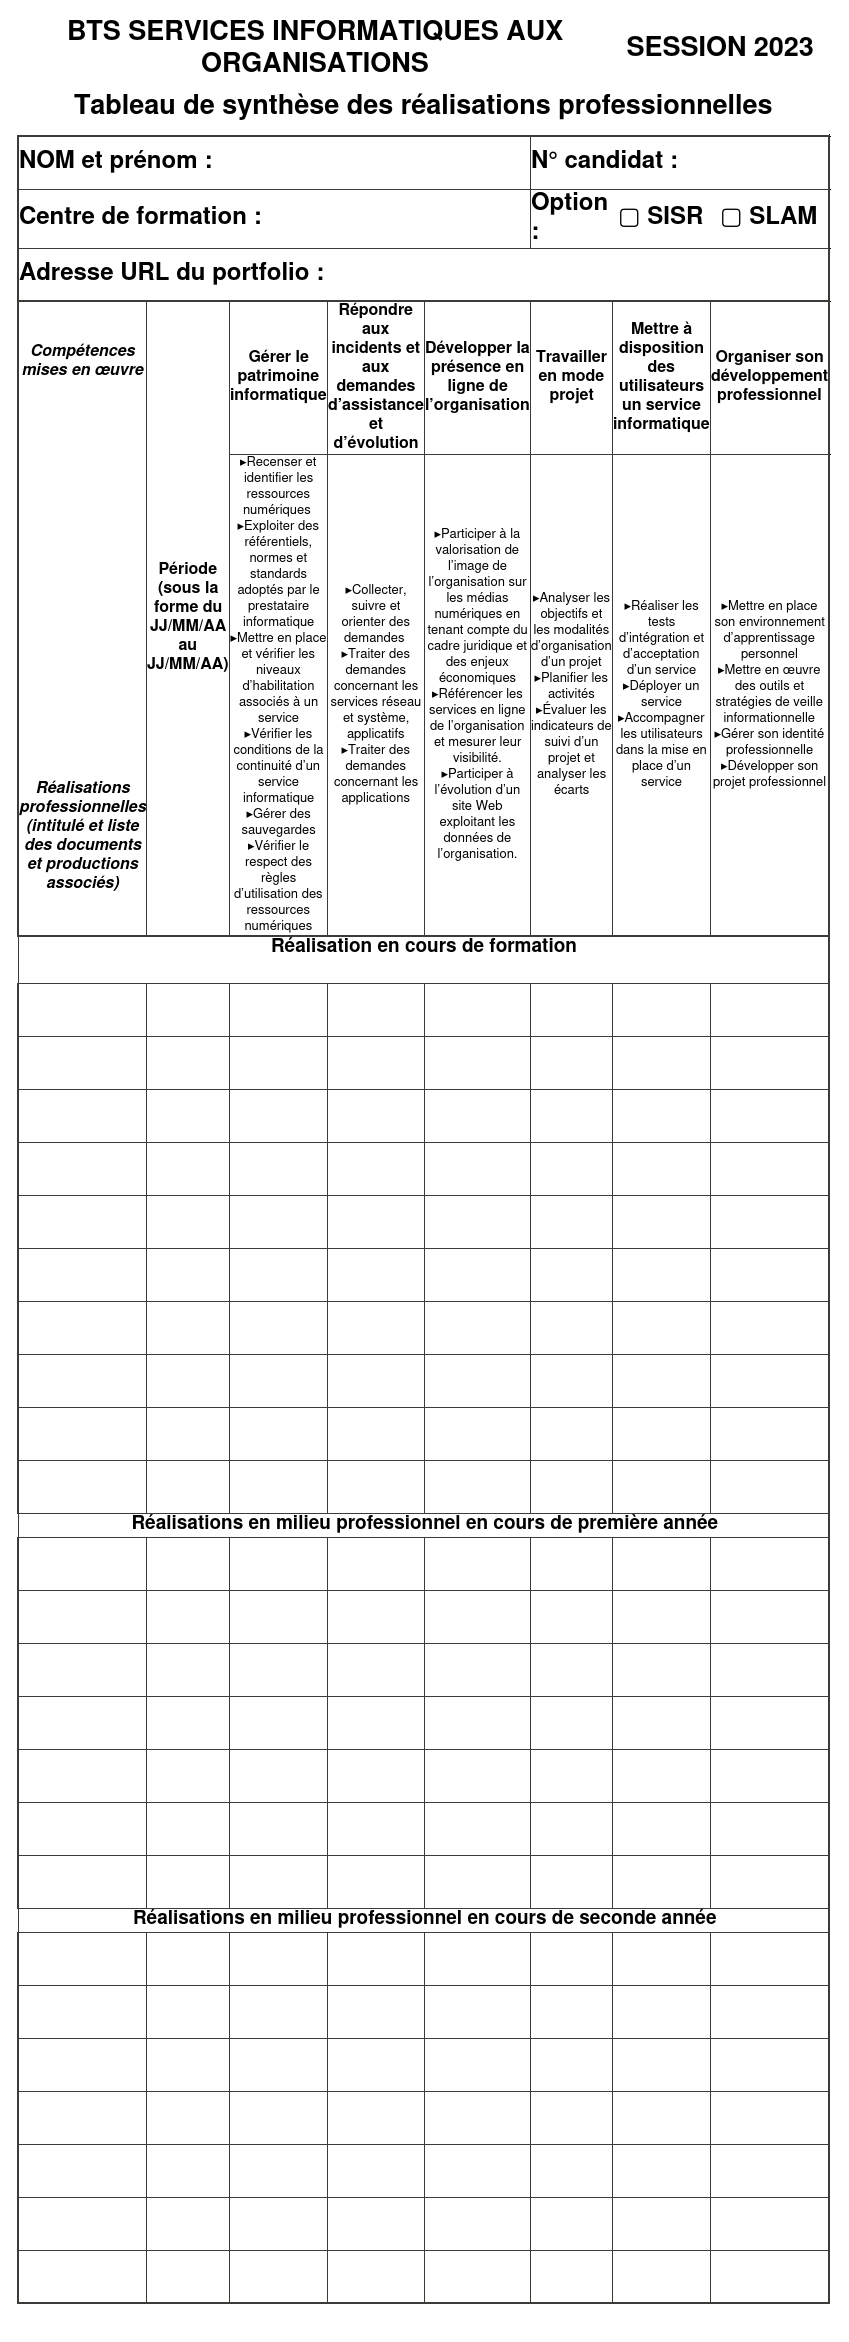 BTS SERVICES INFORMATIQUES AUX
ORGANISATIONS
SESSION 2023
Tableau de synthèse des réalisations professionnelles
NOM et prénom :
N° candidat :
Centre de formation :
Option
:
▢ SISR ▢ SLAM
Adresse URL du portfolio :
Compétences
mises en œuvre
Réalisations
professionnelles
(intitulé et liste
des documents
et productions
associés)
Période
(sous la
forme du
JJ/MM/AA
au
JJ/MM/AA)
Gérer le
patrimoine
informatique
Répondre
aux
incidents et
aux
demandes
d’assistance
et
d’évolution
Développer la
présence en
ligne de
l’organisation
Travailler
en mode
projet
Mettre à
disposition
des
utilisateurs
un service
informatique
Organiser son
développement
professionnel
▸Recenser et
identifier les
ressources
numériques
▸Exploiter des
référentiels,
normes et
standards
adoptés par le
prestataire
informatique
▸Mettre en place
et vérifier les
niveaux
d’habilitation
associés à un
service
▸Vérifier les
conditions de la
continuité d’un
service
informatique
▸Gérer des
sauvegardes
▸Vérifier le
respect des
règles
d’utilisation des
ressources
numériques
▸Collecter,
suivre et
orienter des
demandes
▸Traiter des
demandes
concernant les
services réseau
et système,
applicatifs
▸Traiter des
demandes
concernant les
applications
▸Participer à la
valorisation de
l’image de
l’organisation sur
les médias
numériques en
tenant compte du
cadre juridique et
des enjeux
économiques
▸Référencer les
services en ligne
de l’organisation
et mesurer leur
visibilité.
▸Participer à
l’évolution d’un
site Web
exploitant les
données de
l’organisation.
▸Analyser les
objectifs et
les modalités
d’organisation
d’un projet
▸Planifier les
activités
▸Évaluer les
indicateurs de
suivi d’un
projet et
analyser les
écarts
▸Réaliser les
tests
d’intégration et
d’acceptation
d’un service
▸Déployer un
service
▸Accompagner
les utilisateurs
dans la mise en
place d’un
service
▸Mettre en place
son environnement
d’apprentissage
personnel
▸Mettre en œuvre
des outils et
stratégies de veille
informationnelle
▸Gérer son identité
professionnelle
▸Développer son
projet professionnel
Réalisation en cours de formation
Réalisations en milieu professionnel en cours de première année
Réalisations en milieu professionnel en cours de seconde année